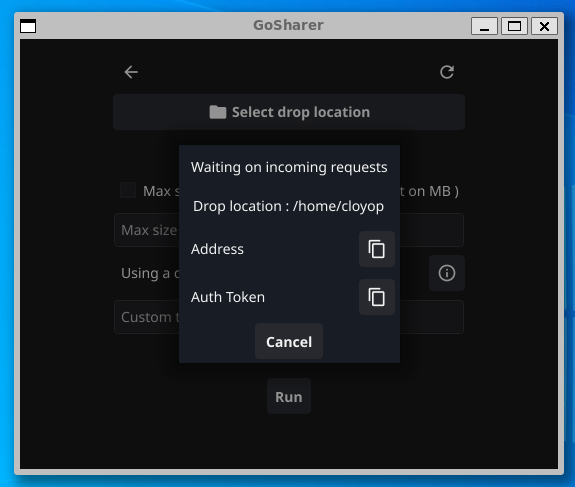 GoSharer
Select drop location
Waiting on incoming requests
Max s
t on MB )
Drop location : /home/cloyop
Max size
Address
Using a
Auth Token
Custom
Cancel
Run